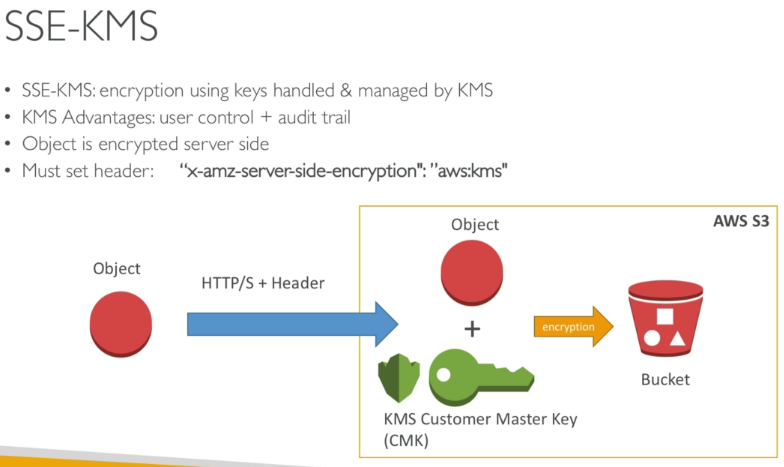 SSE-KMS
• SSE-KMS: encryption using keys handled & managed by KMS
• KMS Advantages: user control + audit trail
• Object is encrypted server side
• Must set header: “x-amz-server-side-encryption": ”aws:kms"
AWS S3
Object
Object
HTTP/S + Header
+
encryption
Bucket
KMS Customer Master Key
(CMK)